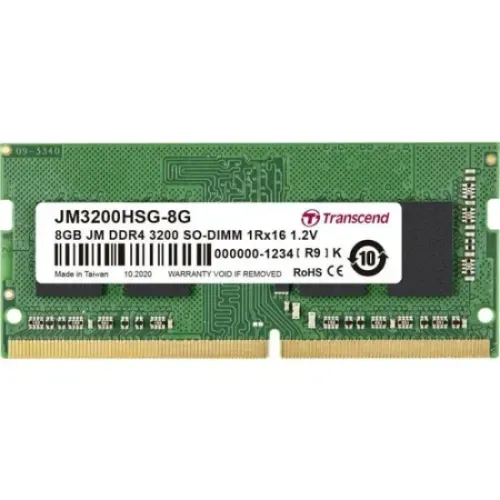 09-5340
JM3200HSG-8G
Transcend
8GB JM DDR4 3200 SO-DIMM 1Rx16 1.2V
000000-1234 [ R9 ] K
Made in Taiwan 10.2020 WARRANTY VOID IF REMOVED RoHS CE
10